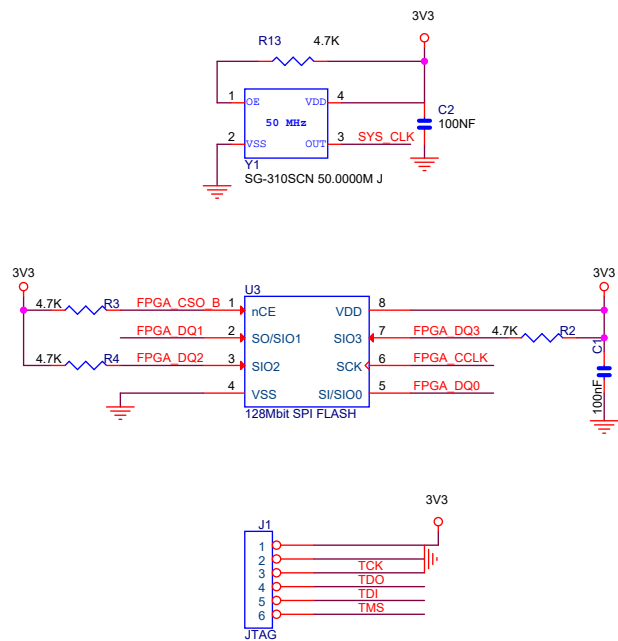 3V3
R13 4.7K
1 OE VDD 4
50 MHz
C2
100NF
2 VSS OUT 3 SYS_CLK
Y1
SG-310SCN 50.0000M J
3V3 3V3
U3
4.7K R3 FPGA_CSO_B 1 nCE VDD 8
FPGA_DQ1 2 SO/SIO1 SIO3 7 FPGA_DQ3 4.7K R2
4.7K R4 FPGA_DQ2 3 SIO2 SCK 6 FPGA_CCLK
C1
100nF
4 VSS SI/SIO0 5 FPGA_DQ0
128Mbit SPI FLASH
3V3
J1
1
2
3 TCK
4 TDO
5 TDI
6 TMS
JTAG